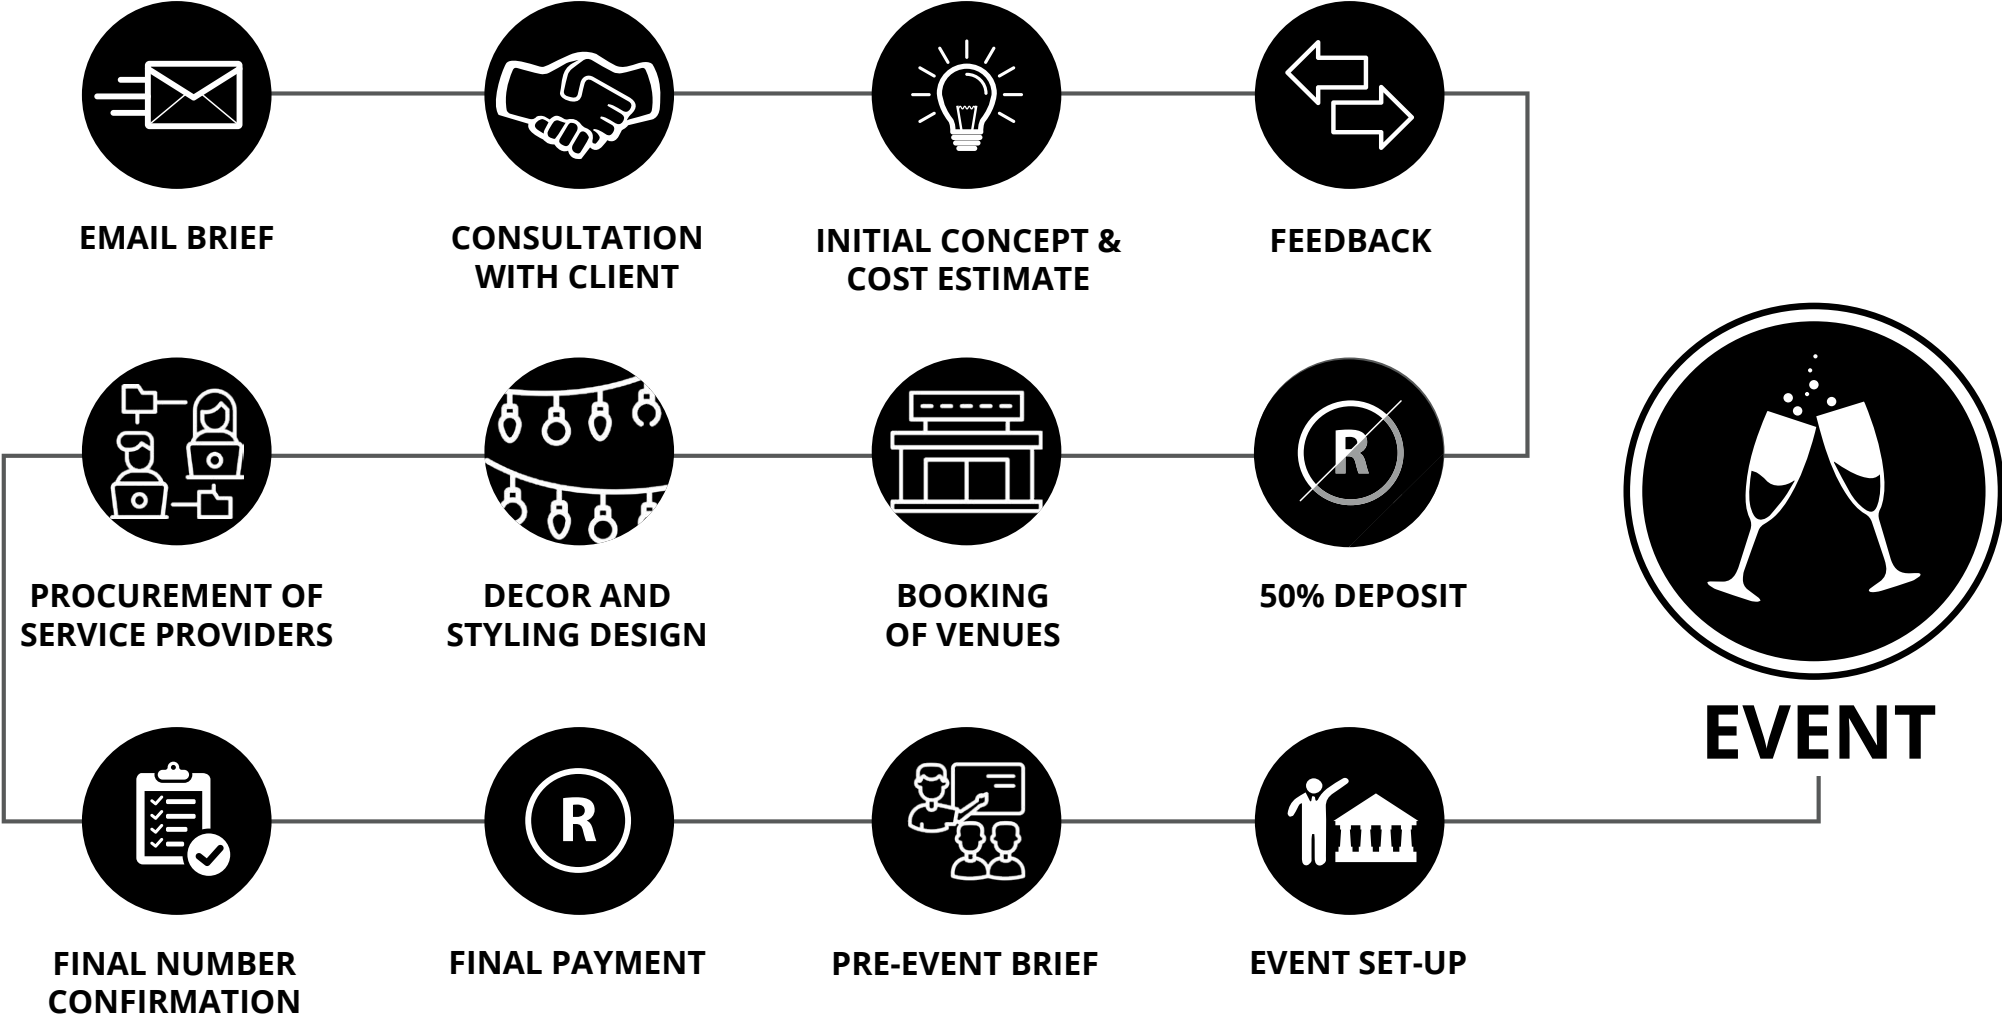 EMAIL BRIEF
CONSULTATION
WITH CLIENT
INITIAL CONCEPT &
COST ESTIMATE
FEEDBACK
R
50% DEPOSIT
BOOKING
OF VENUES
DECOR AND
STYLING DESIGN
PROCUREMENT OF
SERVICE PROVIDERS
FINAL NUMBER
CONFIRMATION
R
FINAL PAYMENT
PRE-EVENT BRIEF
EVENT SET-UP
EVENT